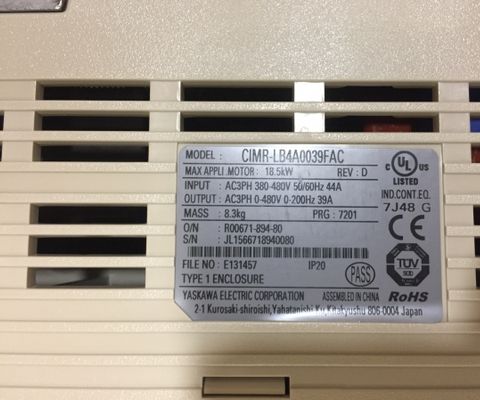 MODEL : CIMR-LB4A0039FAC
MAX APPLI. MOTOR : 18.5kW REV : D
INPUT : AC3PH 380-480V 50/60Hz 44A
OUTPUT : AC3PH 0-480V 0-200Hz 39A
MASS : 8.3kg PRG : 7201
O/N : R00671-894-80
S/N : JL1566718940080
FILE NO : E131457 IP20
TYPE 1 ENCLOSURE
PASS
YASKAWA ELECTRIC CORPORATION ASSEMBLED IN CHINA
2-1 Kurosaki-shiroishi, Yahatanishi-Ku, Kitakyushu 806-0004 Japan
C UL US
LISTED
IND.CONT.EQ.
7J48 G
CE
TÜV
SÜD
RoHS